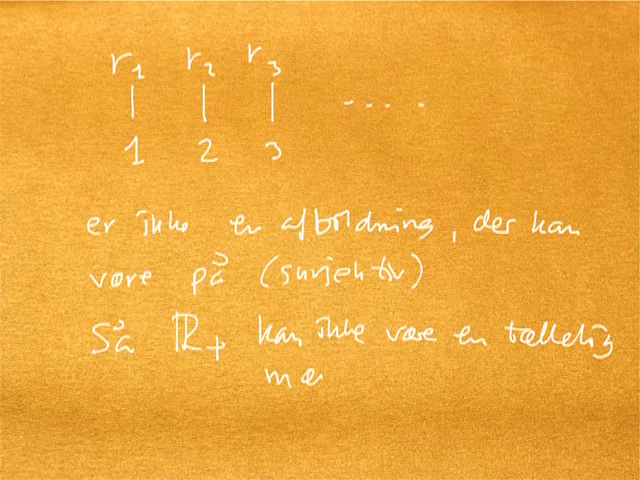 r₁ r₂ r₃
| | | ....
1 2 3
er ikke en afbildning, der kan
være på (surjektiv)
Så ℝ₊ kan ikke være en tællelig
mæ